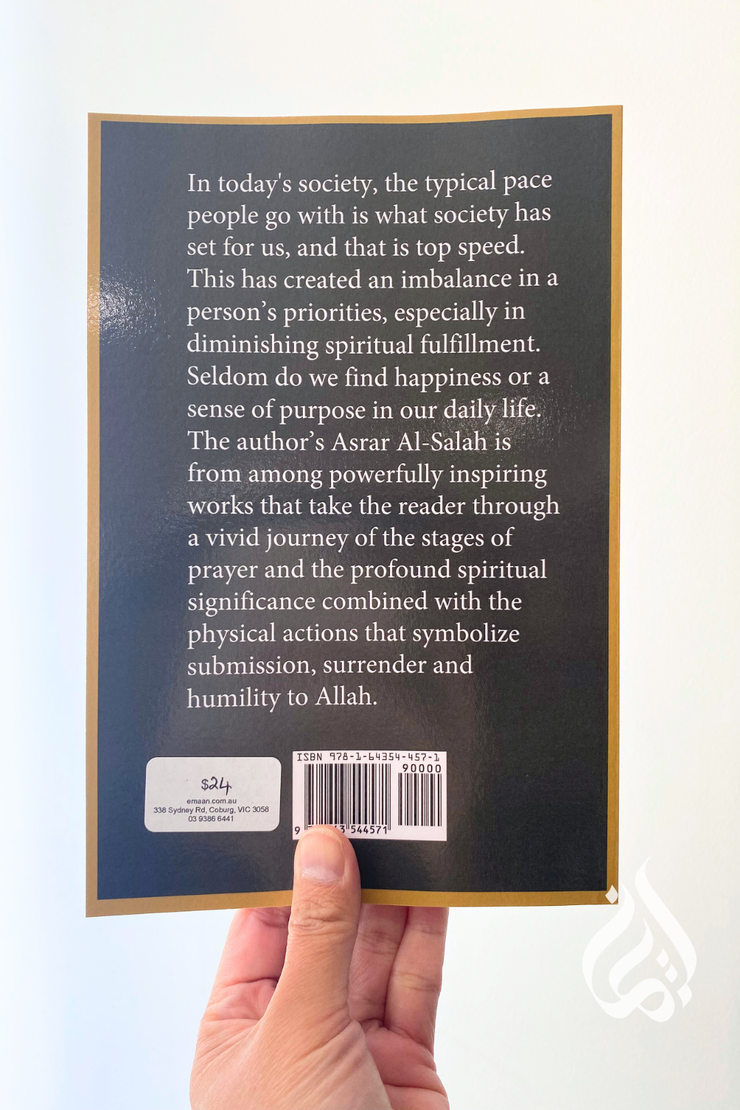 In today's society, the typical pace
people go with is what society has
set for us, and that is top speed.
This has created an imbalance in a
person’s priorities, especially in
diminishing spiritual fulfillment.
Seldom do we find happiness or a
sense of purpose in our daily life.
The author’s Asrar Al-Salah is
from among powerfully inspiring
works that take the reader through
a vivid journey of the stages of
prayer and the profound spiritual
significance combined with the
physical actions that symbolize
submission, surrender and
humility to Allah.
$24
emaan.com.au
338 Sydney Rd, Coburg, VIC 3058
03 9386 6441
ISBN 978-1-64354-457-1
90000
9 544571